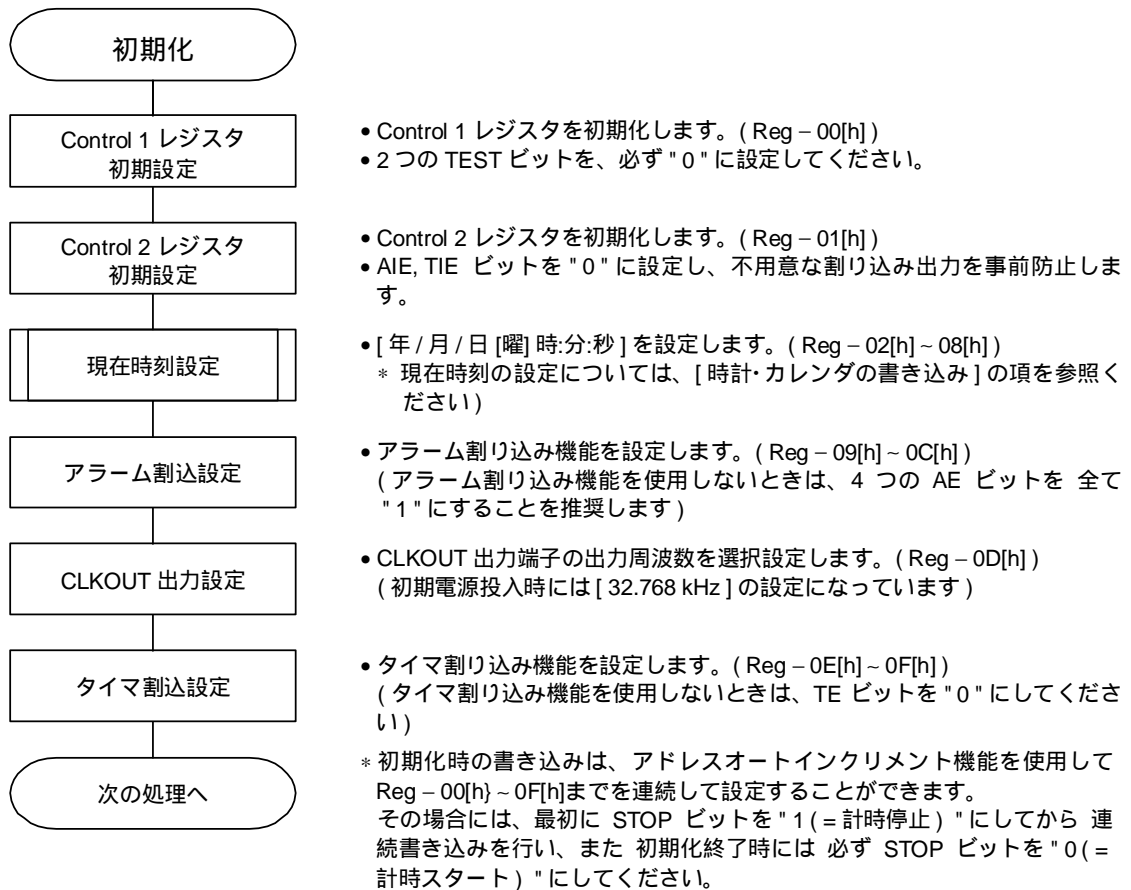 初期化
Control 1 レジスタ
初期設定
• Control 1 レジスタを初期化します。( Reg − 00[h] )
• 2 つの TEST ビットを、必ず " 0 " に設定してください。
Control 2 レジスタ
初期設定
• Control 2 レジスタを初期化します。( Reg − 01[h] )
• AIE, TIE ビットを " 0 " に設定し、不用意な割り込み出力を事前防止しま
す。
現在時刻設定
• [ 年 / 月 / 日 [曜] 時:分:秒 ] を設定します。( Reg − 02[h] ~ 08[h] )
* 現在時刻の設定については、[ 時計・カレンダの書き込み ] の項を参照く
ださい )
アラーム割込設定
• アラーム割り込み機能を設定します。( Reg − 09[h] ~ 0C[h] )
( アラーム割り込み機能を使用しないときは、4 つの AE ビットを 全て
" 1 " にすることを推奨します )
CLKOUT 出力設定
• CLKOUT 出力端子の出力周波数を選択設定します。( Reg − 0D[h] )
( 初期電源投入時には [ 32.768 kHz ] の設定になっています )
タイマ割込設定
• タイマ割り込み機能を設定します。( Reg − 0E[h] ~ 0F[h] )
( タイマ割り込み機能を使用しないときは、TE ビットを " 0 " にしてくださ
い )
次の処理へ
* 初期化時の書き込みは、アドレスオートインクリメント機能を使用して
Reg − 00[h} ~ 0F[h]までを連続して設定することができます。
その場合には、最初に STOP ビットを " 1 ( = 計時停止 ) " にしてから 連
続書き込みを行い、また 初期化終了時には 必ず STOP ビットを " 0 ( =
計時スタート ) " にしてください。